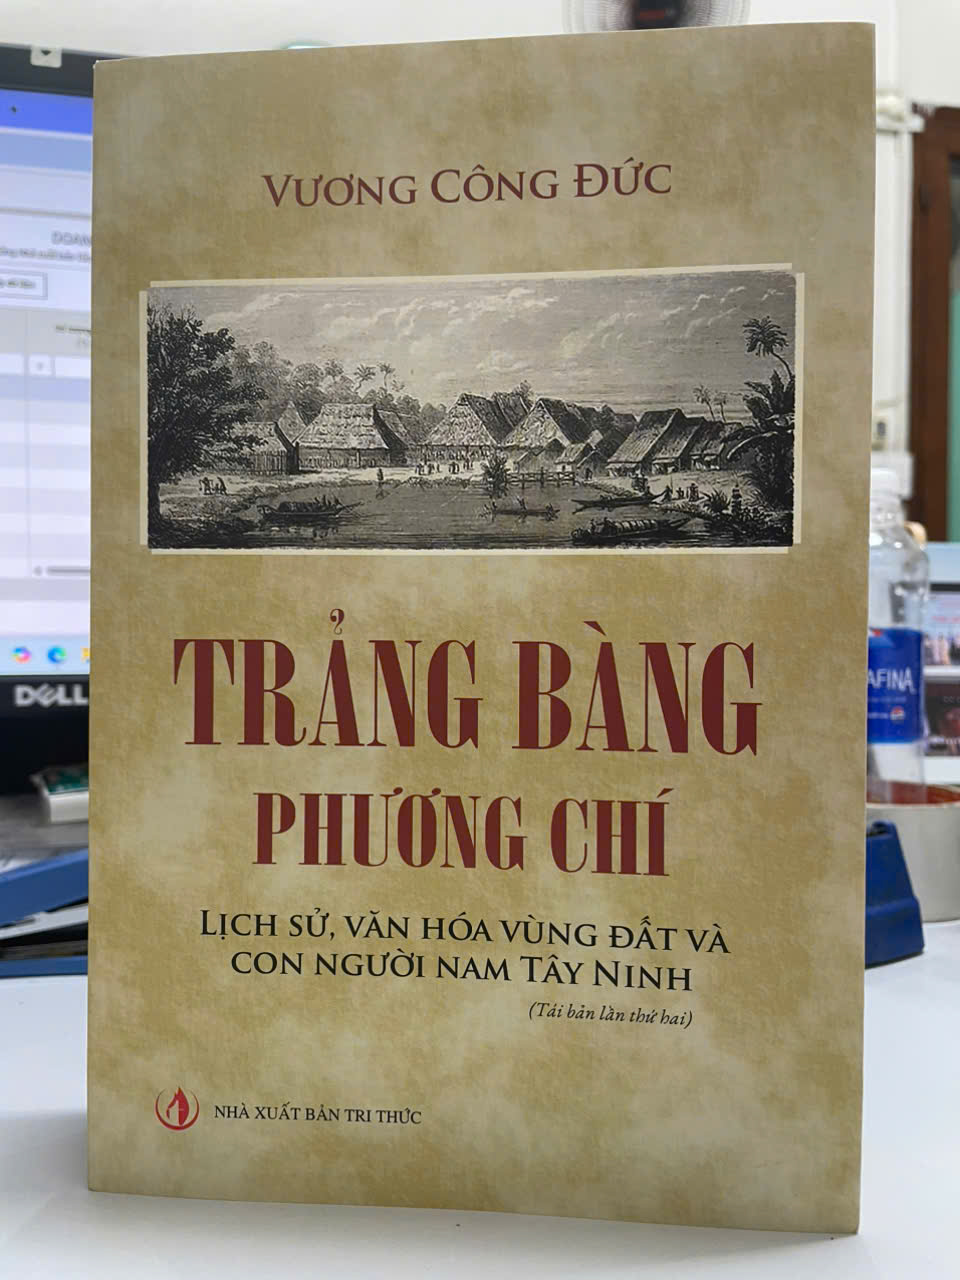 VƯƠNG CÔNG ĐỨC
TRẢNG BÀNG
PHƯƠNG CHÍ
LỊCH SỬ, VĂN HÓA VÙNG ĐẤT VÀ
CON NGƯỜI NAM TÂY NINH
(Tái bản lần thứ hai)
NHÀ XUẤT BẢN TRI THỨC
DELL
AFINA